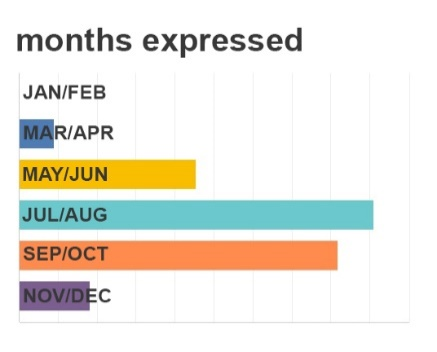 months expressed
JAN/FEB
MAR/APR
MAY/JUN
JUL/AUG
SEP/OCT
NOV/DEC